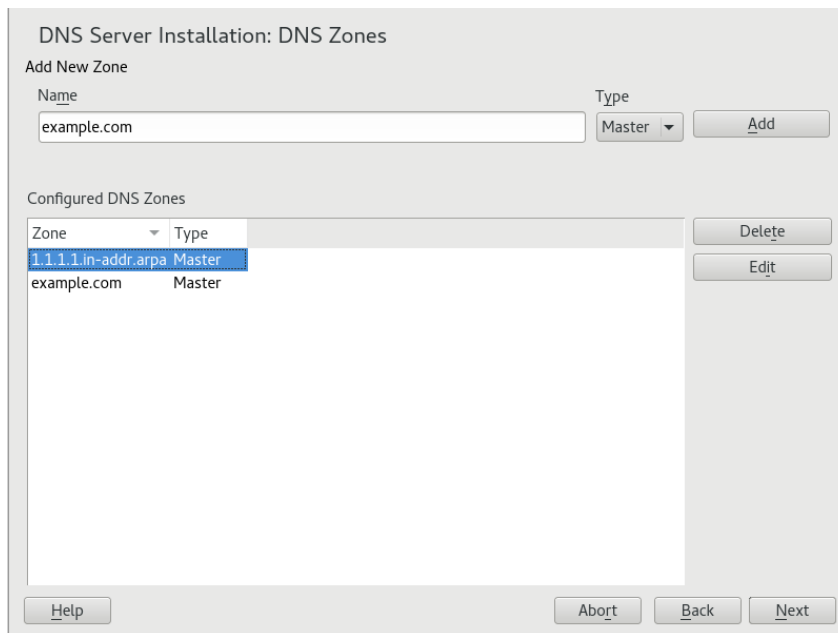 DNS Server Installation: DNS Zones
Add New Zone
Name Type
example.com Master Add
Configured DNS Zones
Zone Type Delete
1.1.1.1.in-addr.arpa Master Edit
example.com Master
Help Abort Back Next